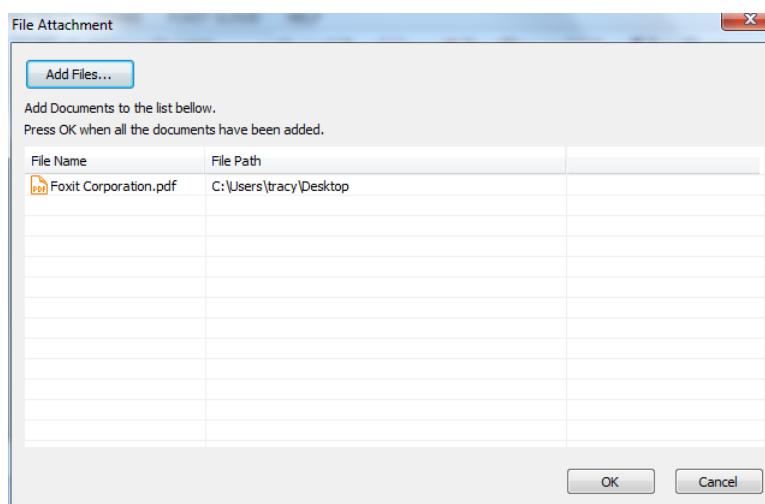 File Attachment
Add Files...
Add Documents to the list bellow.
Press OK when all the documents have been added.
File Name File Path
PDF Foxit Corporation.pdf C:\Users\tracy\Desktop
OK Cancel